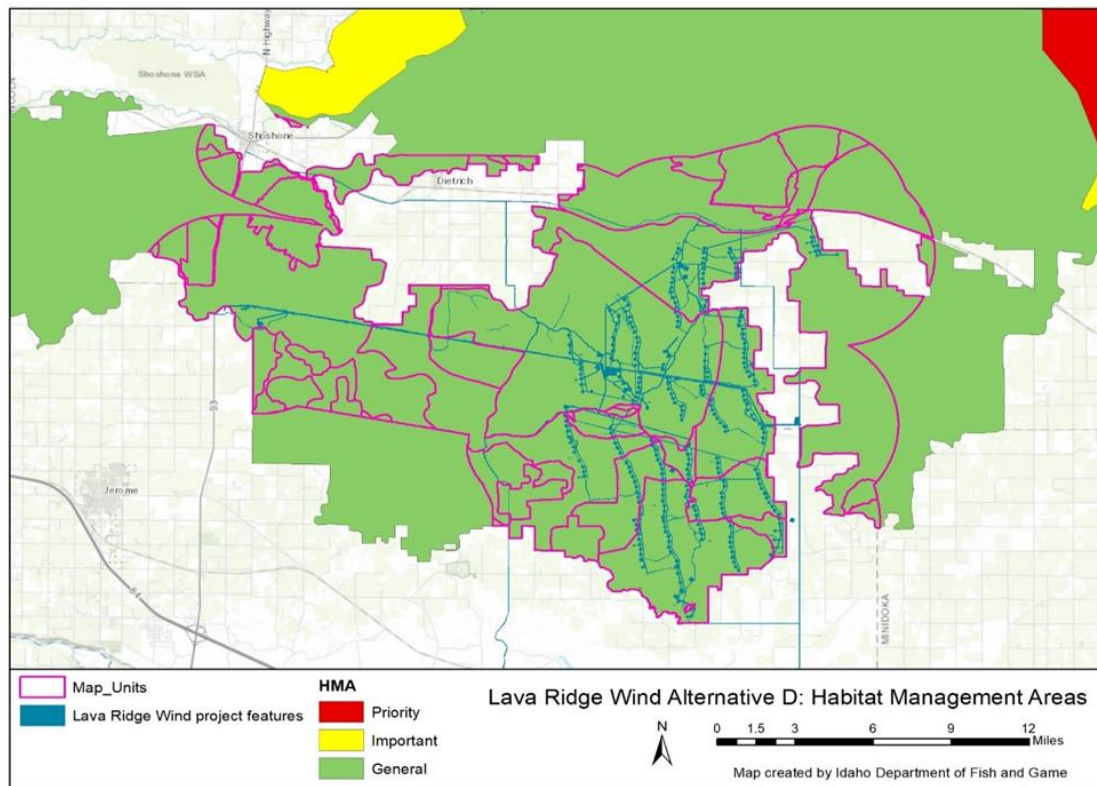 N Highway
Shoshone WSA
Shoshone
Dietrich
93
Jerome
84
MINIDOKA
Map_Units
Lava Ridge Wind project features
HMA
Priority
Important
General
Lava Ridge Wind Alternative D: Habitat Management Areas
N
0 1.5 3 6 9 12
Miles
Map created by Idaho Department of Fish and Game